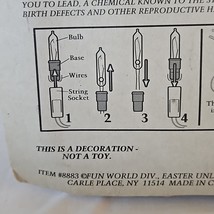 YOU TO LEAD, A CHEMICAL KNOWN TO THE
BIRTH DEFECTS AND OTHER REPRODUCTIVE
Bulb
Base
Wires
String
Socket
1 2 3 4
THIS IS A DECORATION -
NOT A TOY.
ITEM #8883 ©FUN WORLD DIV., EASTER UNL
CARLE PLACE, NY 11514 MADE IN